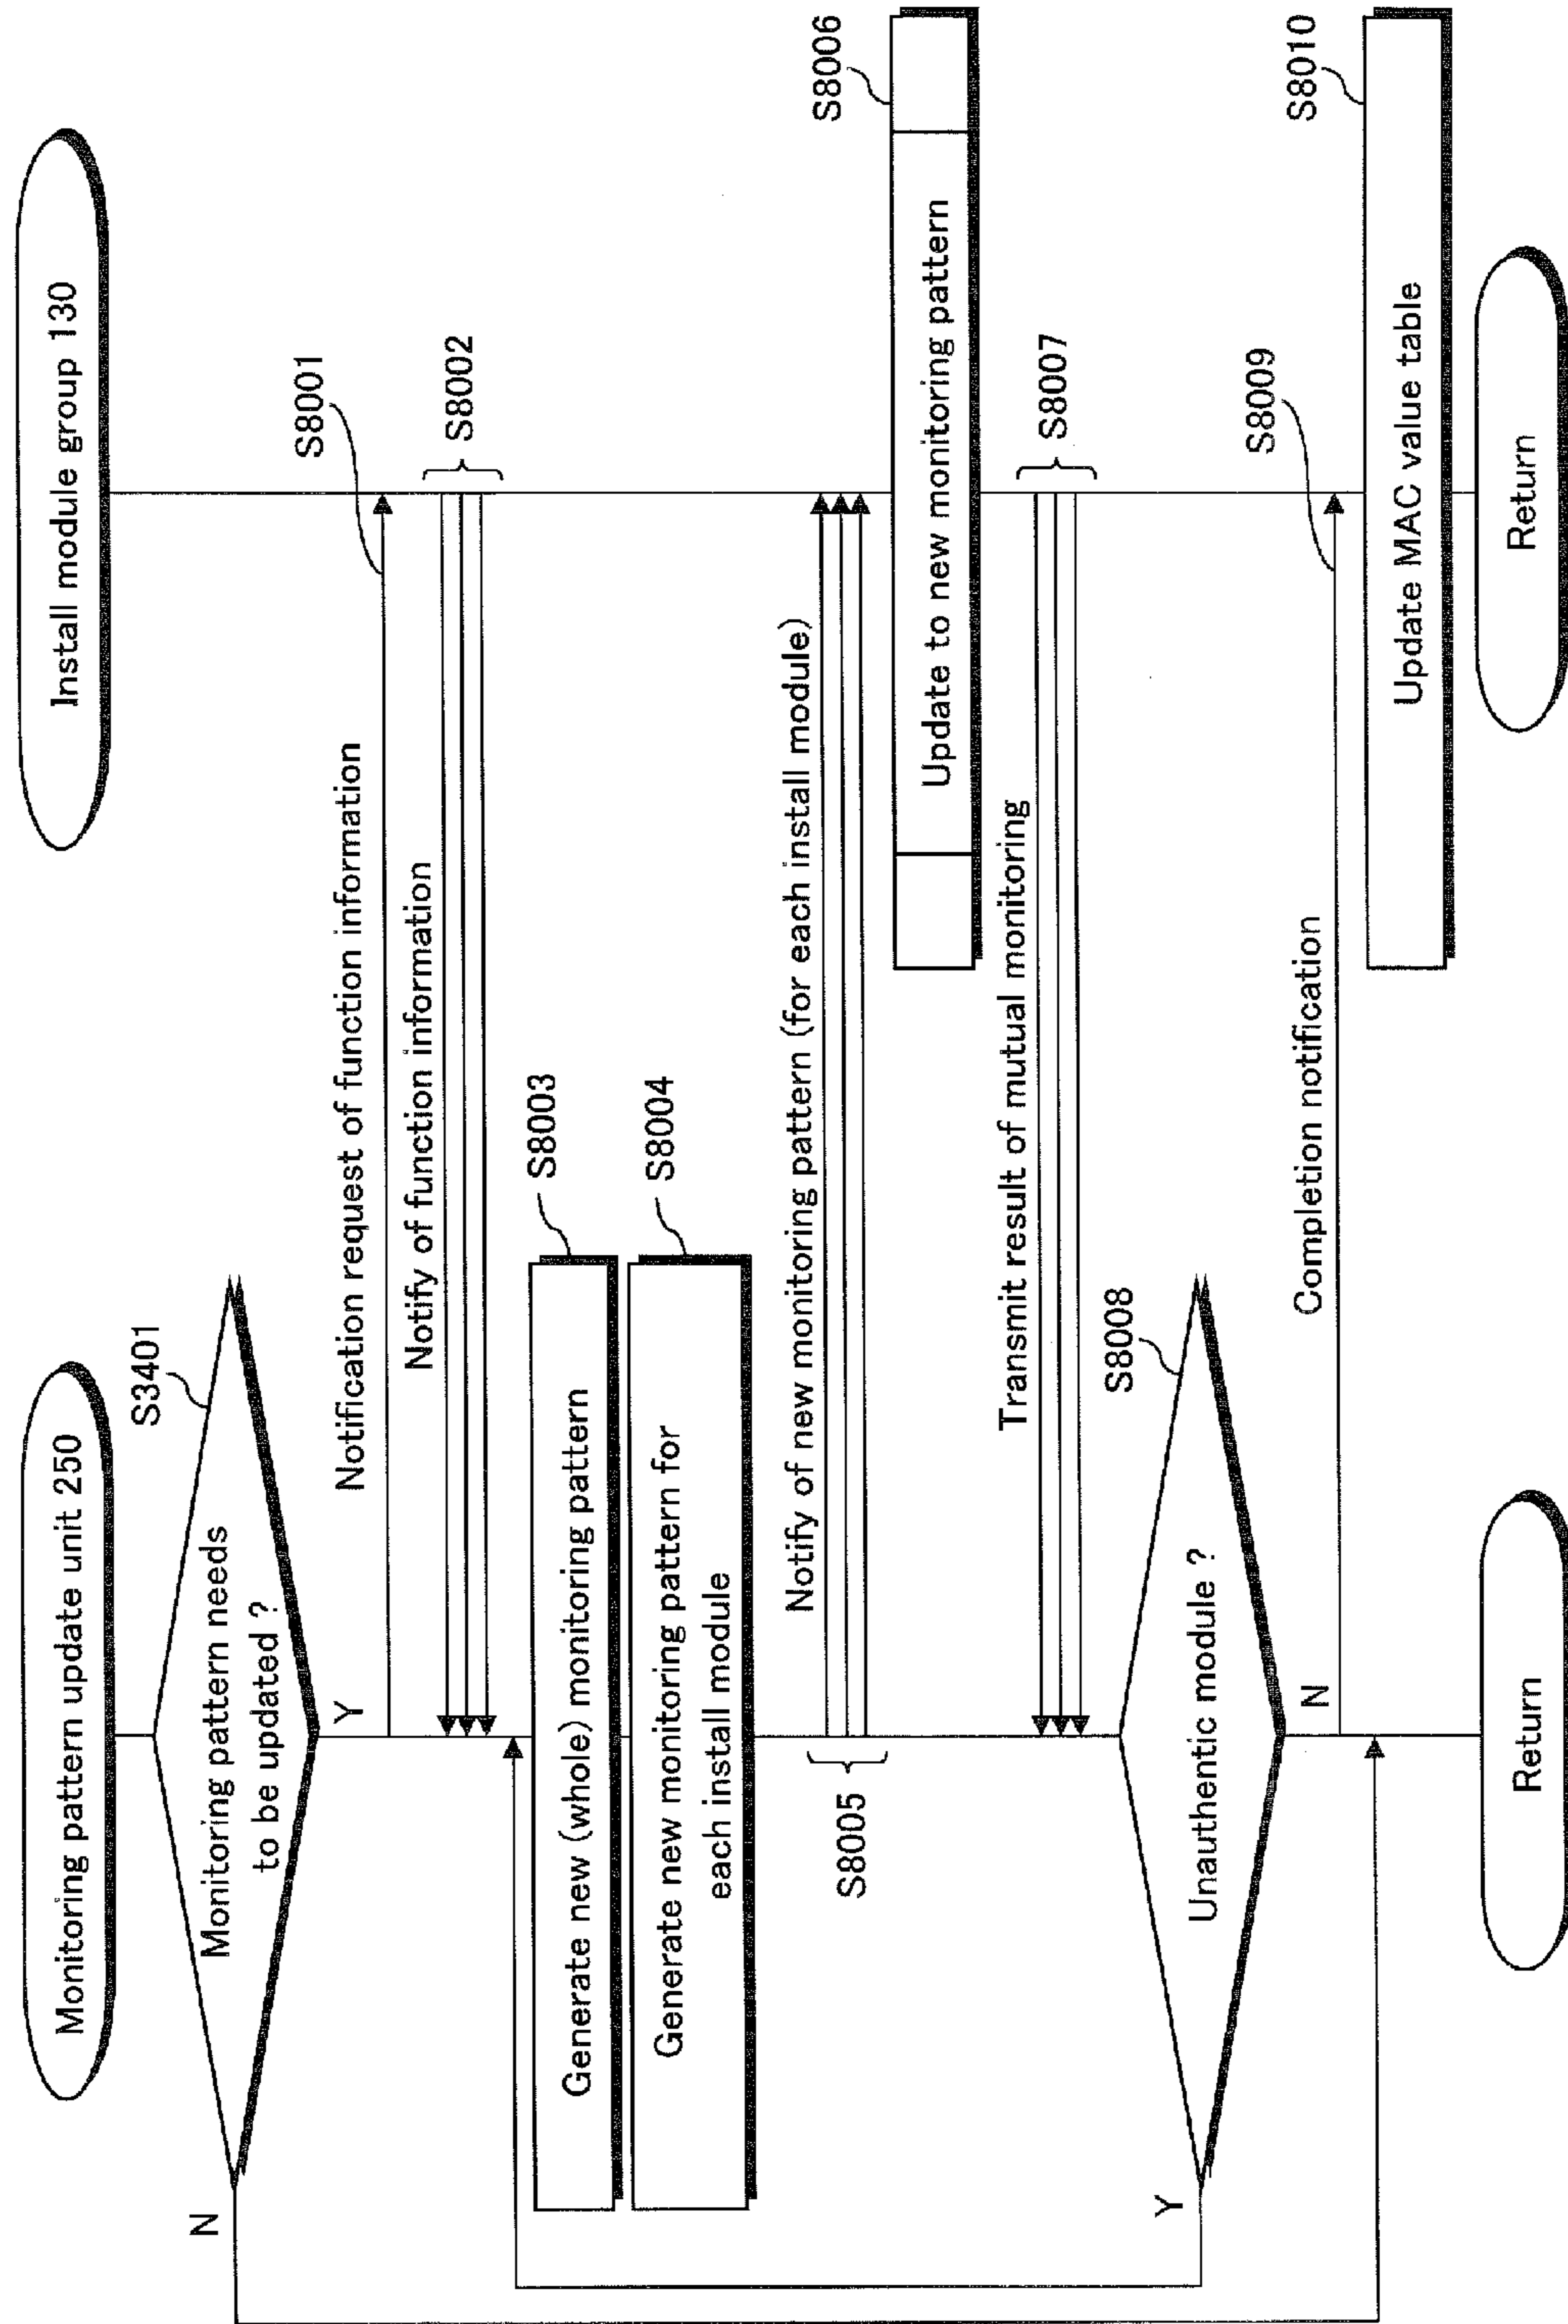 Monitoring pattern update unit 250
Install module group 130
S3401
Monitoring pattern needs
to be updated ?
N
Y
Notification request of function information
S8001
Notify of function information
S8002
Generate new (whole) monitoring pattern
S8003
Generate new monitoring pattern for
each install module
S8004
Notify of new monitoring pattern (for each install module)
S8005
S8006
Update to new monitoring pattern
Transmit result of mutual monitoring
S8007
S8008
Unauthentic module ?
Y
N
Completion notification
S8009
S8010
Update MAC value table
Return
Return